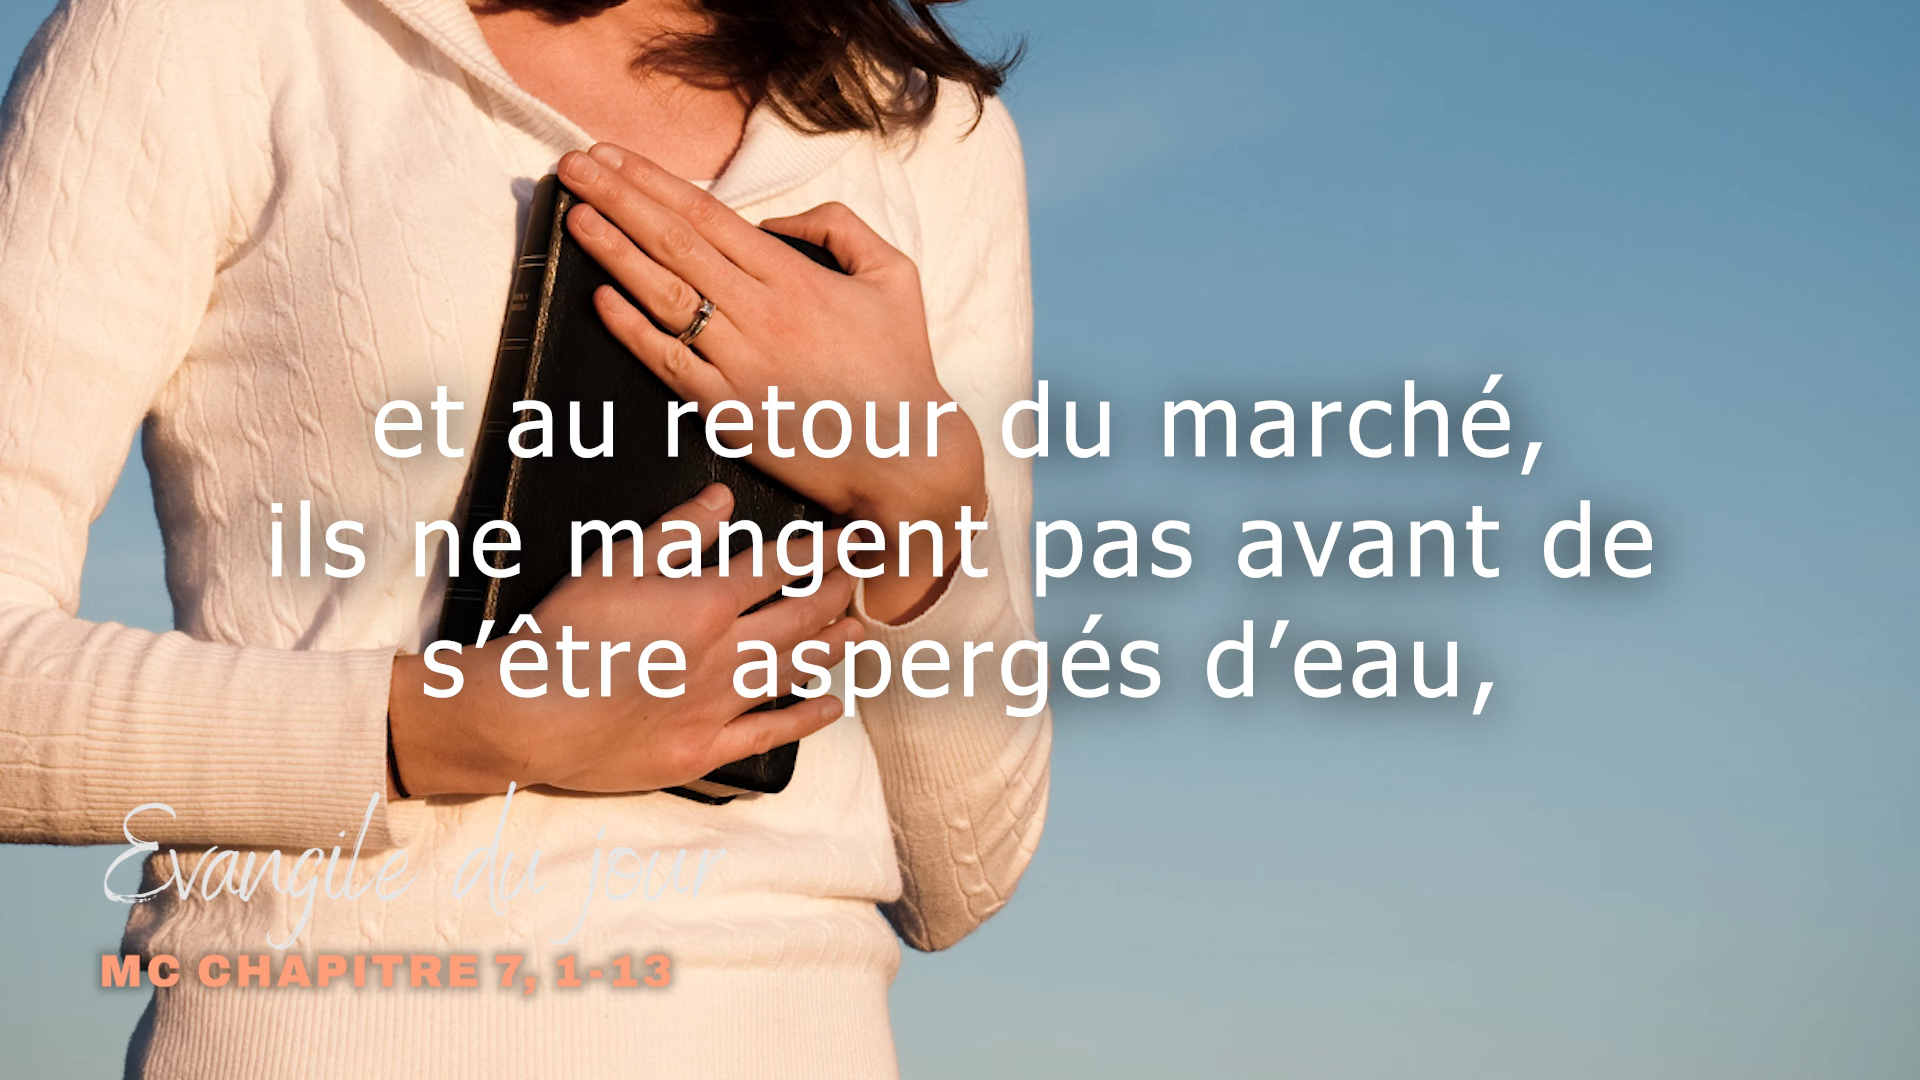 et au retour du marché,
ils ne mangent pas avant de
s’être aspergés d’eau,
Evangile du jour
MC CHAPITRE 7, 1-13